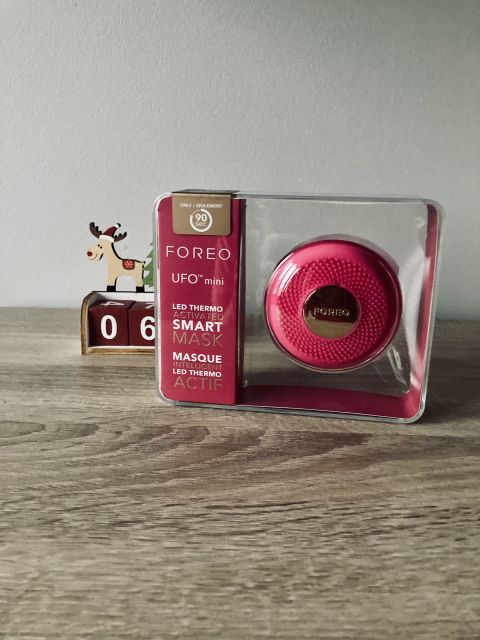 ONLY / SEULEMENT
90
sec
FOREO
UFO™ mini
LED THERMO
ACTIVATED
SMART
MASK
MASQUE
INTELLIGENT
LED THERMO
ACTIF
FOREO
0 6